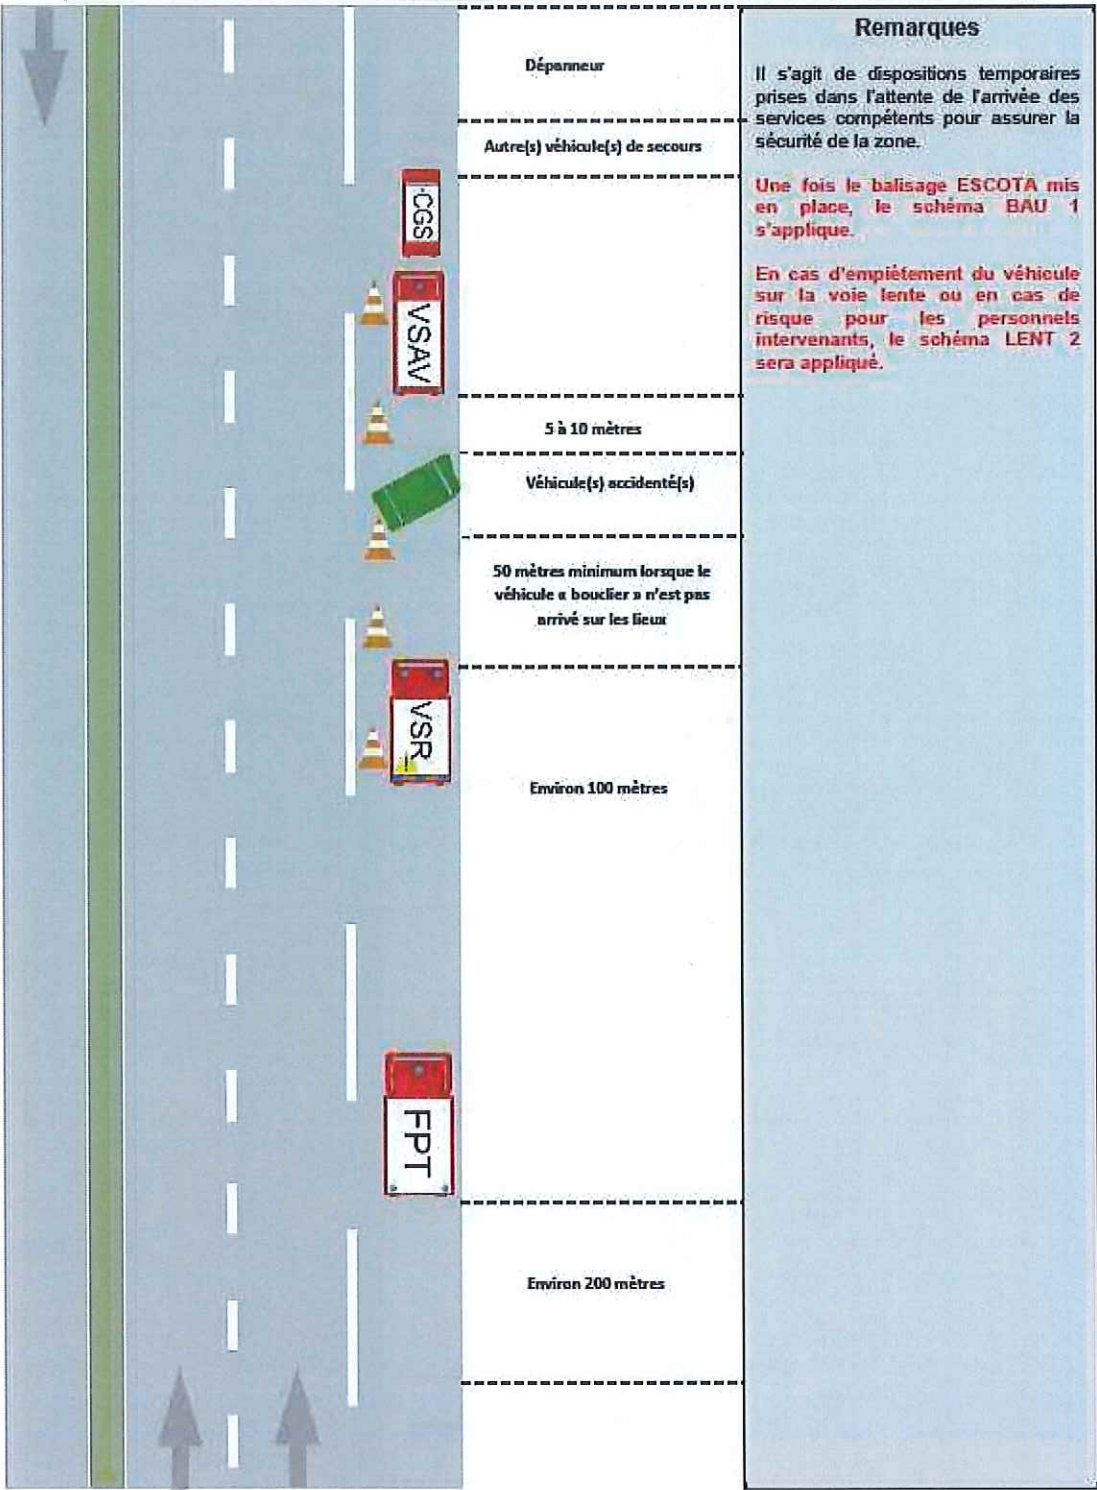 Dépanneur
Autre(s) véhicule(s) de secours
CGS
VSAV
5 à 10 mètres
Véhicule(s) accidenté(s)
50 mètres minimum lorsque le
véhicule « bouclier » n'est pas
arrivé sur les lieux
VSR
Environ 100 mètres
FPT
Environ 200 mètres
Remarques
Il s'agit de dispositions temporaires
prises dans l'attente de l'arrivée des
services compétents pour assurer la
sécurité de la zone.
Une fois le balisage ESCOTA mis
en place, le schéma BAU 1
s'applique.
En cas d'empiètement du véhicule
sur la voie lente ou en cas de
risque pour les personnels
intervenants, le schéma LENT 2
sera appliqué.